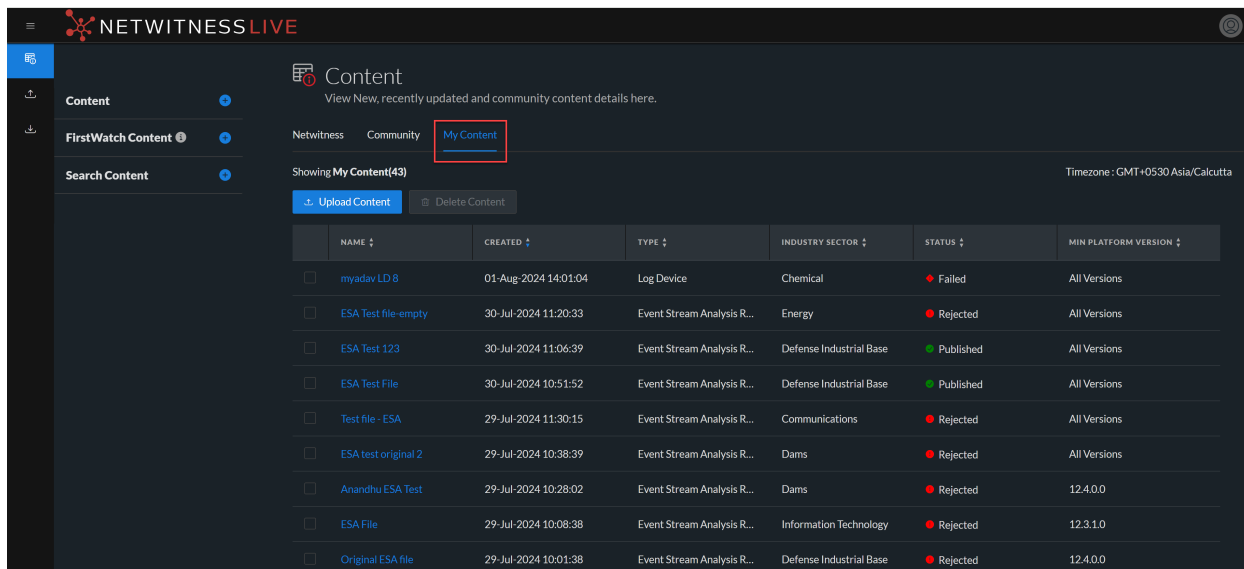 NETWITNESSLIVE
Content
FirstWatch Content
Search Content
Content
View New, recently updated and community content details here.
Netwitness Community My Content
Showing My Content(43) Timezone : GMT+0530 Asia/Calcutta
Upload Content Delete Content
NAME CREATED TYPE INDUSTRY SECTOR STATUS MIN PLATFORM VERSION
myadav LD 8 01-Aug-2024 14:01:04 Log Device Chemical Failed All Versions
ESA Test file-empty 30-Jul-2024 11:20:33 Event Stream Analysis R... Energy Rejected All Versions
ESA Test 123 30-Jul-2024 11:06:39 Event Stream Analysis R... Defense Industrial Base Published All Versions
ESA Test File 30-Jul-2024 10:51:52 Event Stream Analysis R... Defense Industrial Base Published All Versions
Test file - ESA 29-Jul-2024 11:30:15 Event Stream Analysis R... Communications Rejected All Versions
ESA test original 2 29-Jul-2024 10:38:39 Event Stream Analysis R... Dams Rejected All Versions
Anandhu ESA Test 29-Jul-2024 10:28:02 Event Stream Analysis R... Dams Rejected 12.4.0.0
ESA File 29-Jul-2024 10:08:38 Event Stream Analysis R... Information Technology Rejected 12.3.1.0
Original ESA file 29-Jul-2024 10:01:38 Event Stream Analysis R... Defense Industrial Base Rejected 12.4.0.0